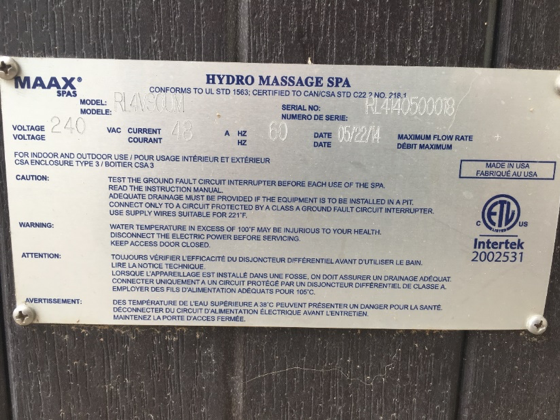 MAAX
SPAS
HYDRO MASSAGE SPA
CONFORMS TO UL STD 1563; CERTIFIED TO CAN/CSA STD C22.2 NO. 218.1
MODEL:
MODELE:
SERIAL NO: RL4140500018
NUMERO DE SERIE:
VOLTAGE 240 VAC CURRENT 48 A HZ 60 DATE 05/22/14 MAXIMUM FLOW RATE
VOLTAGE COURANT HZ DATE DÉBIT MAXIMUM
FOR INDOOR AND OUTDOOR USE / POUR USAGE INTÉRIEUR ET EXTÉRIEUR
CSA ENCLOSURE TYPE 3 / BOITIER CSA 3
MADE IN USA
FABRIQUÉ AU USA
CAUTION: TEST THE GROUND FAULT CIRCUIT INTERRUPTER BEFORE EACH USE OF THE SPA.
READ THE INSTRUCTION MANUAL.
ADEQUATE DRAINAGE MUST BE PROVIDED IF THE EQUIPMENT IS TO BE INSTALLED IN A PIT.
CONNECT ONLY TO A CIRCUIT PROTECTED BY A CLASS A GROUND FAULT CIRCUIT INTERRUPTER.
USE SUPPLY WIRES SUITABLE FOR 221°F.
WARNING: WATER TEMPERATURE IN EXCESS OF 100°F MAY BE INJURIOUS TO YOUR HEALTH.
DISCONNECT THE ELECTRIC POWER BEFORE SERVICING.
KEEP ACCESS DOOR CLOSED.
C ETL US
LISTED
Intertek
2002531
ATTENTION: TOUJOURS VÉRIFIER L'EFFICACITÉ DU DISJONCTEUR DIFFÉRENTIEL AVANT D'UTILISER LE BAIN.
LIRE LA NOTICE TECHNIQUE.
LORSQUE L'APPAREILLAGE EST INSTALLÉ DANS UNE FOSSE, ON DOIT ASSURER UN DRAINAGE ADÉQUAT.
CONNECTER UNIQUEMENT A UN CIRCUIT PROTÉGÉ PAR UN DISJONCTEUR DIFFÉRENTIEL DE CLASSE A.
EMPLOYER DES FILS D'ALIMENTATION ADÉQUATS POUR 105°C.
AVERTISSEMENT: DES TEMPÉRATURE DE L'EAU SUPÉRIEURE A 38°C PEUVENT PRÉSENTER UN DANGER POUR LA SANTÉ.
DÉCONNECTER DU CIRCUIT D'ALIMENTATION ÉLECTRIQUE AVANT L'ENTRETIEN.
MAINTENEZ LA PORTE D'ACCES FERMÉE.